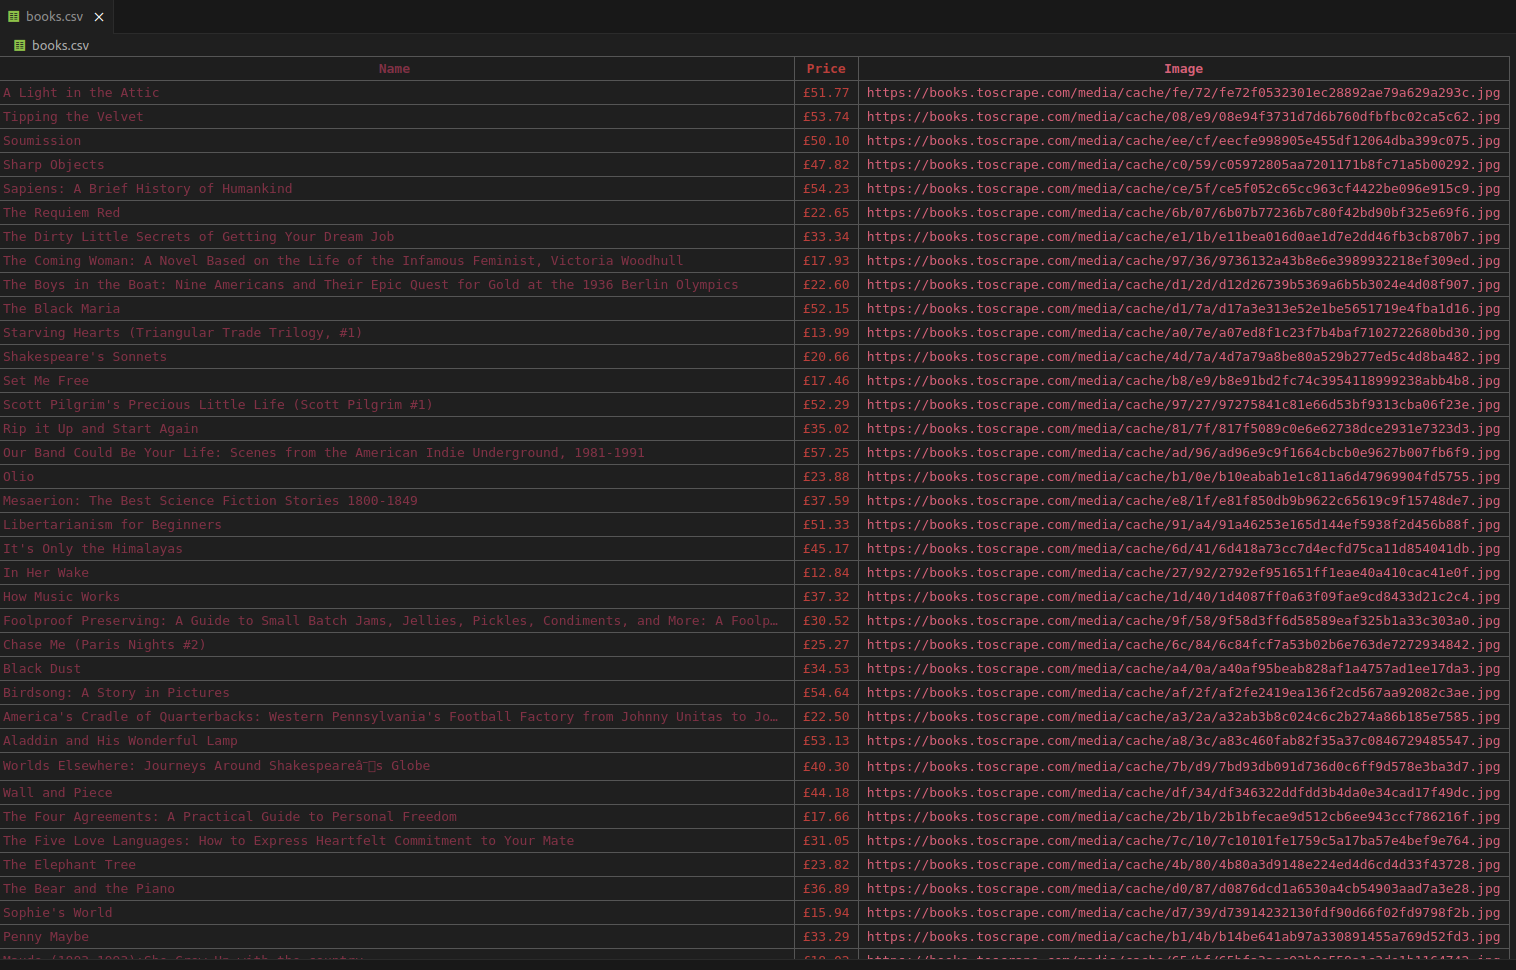 books.csv
books.csv
Name Price Image
A Light in the Attic £51.77 https://books.toscrape.com/media/cache/fe/72/fe72f0532301ec28892ae79a629a293c.jpg
Tipping the Velvet £53.74 https://books.toscrape.com/media/cache/08/e9/08e94f3731d7d6b760dfbfbc02ca5c62.jpg
Soumission £50.10 https://books.toscrape.com/media/cache/ee/cf/eecfe998905e455df12064dba399c075.jpg
Sharp Objects £47.82 https://books.toscrape.com/media/cache/c0/59/c05972805aa7201171b8fc71a5b00292.jpg
Sapiens: A Brief History of Humankind £54.23 https://books.toscrape.com/media/cache/ce/5f/ce5f052c65cc963cf4422be096e915c9.jpg
The Requiem Red £22.65 https://books.toscrape.com/media/cache/6b/07/6b07b77236b7c80f42bd90bf325e69f6.jpg
The Dirty Little Secrets of Getting Your Dream Job £33.34 https://books.toscrape.com/media/cache/e1/1b/e11bea016d0ae1d7e2dd46fb3cb870b7.jpg
The Coming Woman: A Novel Based on the Life of the Infamous Feminist, Victoria Woodhull £17.93 https://books.toscrape.com/media/cache/97/36/9736132a43b8e6e3989932218ef309ed.jpg
The Boys in the Boat: Nine Americans and Their Epic Quest for Gold at the 1936 Berlin Olympics £22.60 https://books.toscrape.com/media/cache/d1/2d/d12d26739b5369a6b5b3024e4d08f907.jpg
The Black Maria £52.15 https://books.toscrape.com/media/cache/d1/7a/d17a3e313e52e1be5651719e4fba1d16.jpg
Starving Hearts (Triangular Trade Trilogy, #1) £13.99 https://books.toscrape.com/media/cache/a0/7e/a07ed8f1c23f7b4baf7102722680bd30.jpg
Shakespeare's Sonnets £20.66 https://books.toscrape.com/media/cache/4d/7a/4d7a79a8be80a529b277ed5c4d8ba482.jpg
Set Me Free £17.46 https://books.toscrape.com/media/cache/b8/e9/b8e91bd2fc74c3954118999238abb4b8.jpg
Scott Pilgrim's Precious Little Life (Scott Pilgrim #1) £52.29 https://books.toscrape.com/media/cache/97/27/97275841c81e66d53bf9313cba06f23e.jpg
Rip it Up and Start Again £35.02 https://books.toscrape.com/media/cache/81/7f/817f5089c0e6e62738dce2931e7323d3.jpg
Our Band Could Be Your Life: Scenes from the American Indie Underground, 1981-1991 £57.25 https://books.toscrape.com/media/cache/ad/96/ad96e9c9f1664cbcb0e9627b007fb6f9.jpg
Olio £23.88 https://books.toscrape.com/media/cache/b1/0e/b10eabab1e1c811a6d47969904fd5755.jpg
Mesaerion: The Best Science Fiction Stories 1800-1849 £37.59 https://books.toscrape.com/media/cache/e8/1f/e81f850db9b9622c65619c9f15748de7.jpg
Libertarianism for Beginners £51.33 https://books.toscrape.com/media/cache/91/a4/91a46253e165d144ef5938f2d456b88f.jpg
It's Only the Himalayas £45.17 https://books.toscrape.com/media/cache/6d/41/6d418a73cc7d4ecfd75ca11d854041db.jpg
In Her Wake £12.84 https://books.toscrape.com/media/cache/27/92/2792ef951651ff1eae40a410cac41e0f.jpg
How Music Works £37.32 https://books.toscrape.com/media/cache/1d/40/1d4087ff0a63f09fae9cd8433d21c2c4.jpg
Foolproof Preserving: A Guide to Small Batch Jams, Jellies, Pickles, Condiments, and More: A Foolp… £30.52 https://books.toscrape.com/media/cache/9f/58/9f58d3ff6d58589eaf325b1a33c303a0.jpg
Chase Me (Paris Nights #2) £25.27 https://books.toscrape.com/media/cache/6c/84/6c84fcf7a53b02b6e763de7272934842.jpg
Black Dust £34.53 https://books.toscrape.com/media/cache/a4/0a/a40af95beab828af1a4757ad1ee17da3.jpg
Birdsong: A Story in Pictures £54.64 https://books.toscrape.com/media/cache/af/2f/af2fe2419ea136f2cd567aa92082c3ae.jpg
America's Cradle of Quarterbacks: Western Pennsylvania's Football Factory from Johnny Unitas to Jo… £22.50 https://books.toscrape.com/media/cache/a3/2a/a32ab3b8c024c6c2b274a86b185e7585.jpg
Aladdin and His Wonderful Lamp £53.13 https://books.toscrape.com/media/cache/a8/3c/a83c460fab82f35a37c0846729485547.jpg
Worlds Elsewhere: Journeys Around Shakespeareâs Globe £40.30 https://books.toscrape.com/media/cache/7b/d9/7bd93db091d736d0c6ff9d578e3ba3d7.jpg
Wall and Piece £44.18 https://books.toscrape.com/media/cache/df/34/df346322ddfdd3b4da0e34cad17f49dc.jpg
The Four Agreements: A Practical Guide to Personal Freedom £17.66 https://books.toscrape.com/media/cache/2b/1b/2b1bfecae9d512cb6ee943ccf786216f.jpg
The Five Love Languages: How to Express Heartfelt Commitment to Your Mate £31.05 https://books.toscrape.com/media/cache/7c/10/7c10101fe1759c5a17ba57e4bef9e764.jpg
The Elephant Tree £23.82 https://books.toscrape.com/media/cache/4b/80/4b80a3d9148e224ed4d6cd4d33f43728.jpg
The Bear and the Piano £36.89 https://books.toscrape.com/media/cache/d0/87/d0876dcd1a6530a4cb54903aad7a3e28.jpg
Sophie's World £15.94 https://books.toscrape.com/media/cache/d7/39/d73914232130fdf90d66f02fd9798f2b.jpg
Penny Maybe £33.29 https://books.toscrape.com/media/cache/b1/4b/b14be641ab97a330891455a769d52fd3.jpg